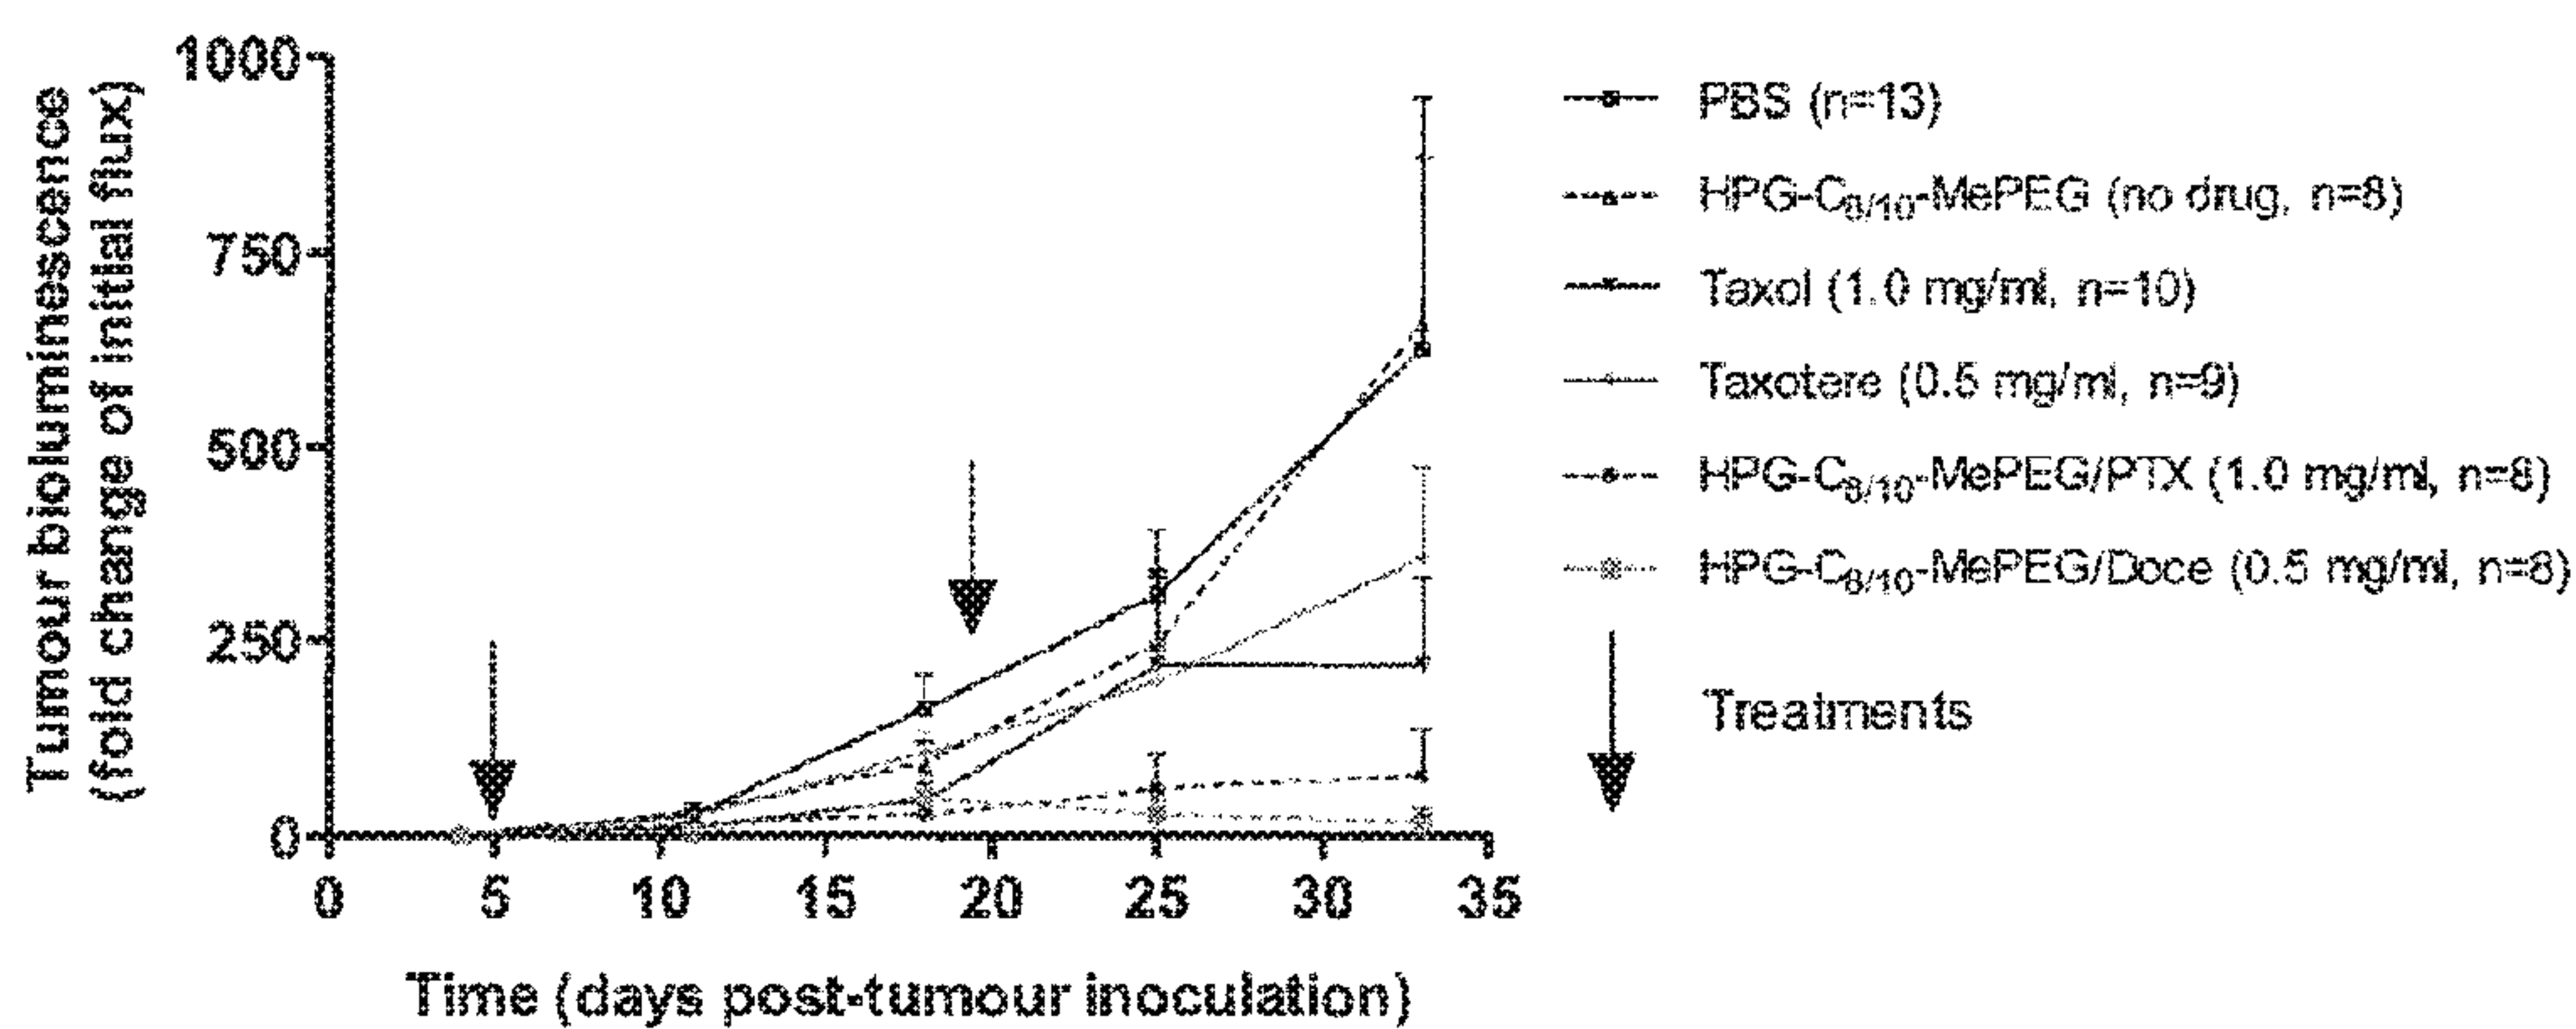 Tumour bioluminescence
(fold change of initial flux)
1000
750
500
250
0
0 5 10 15 20 25 30 35
Time (days post-tumour inoculation)
PBS (n=13)
HPG-C8/10-MePEG (no drug, n=8)
Taxol (1.0 mg/ml, n=10)
Taxotere (0.5 mg/ml, n=9)
HPG-C8/10-MePEG/PTX (1.0 mg/ml, n=8)
HPG-C8/10-MePEG/Doce (0.5 mg/ml, n=8)
Treatments